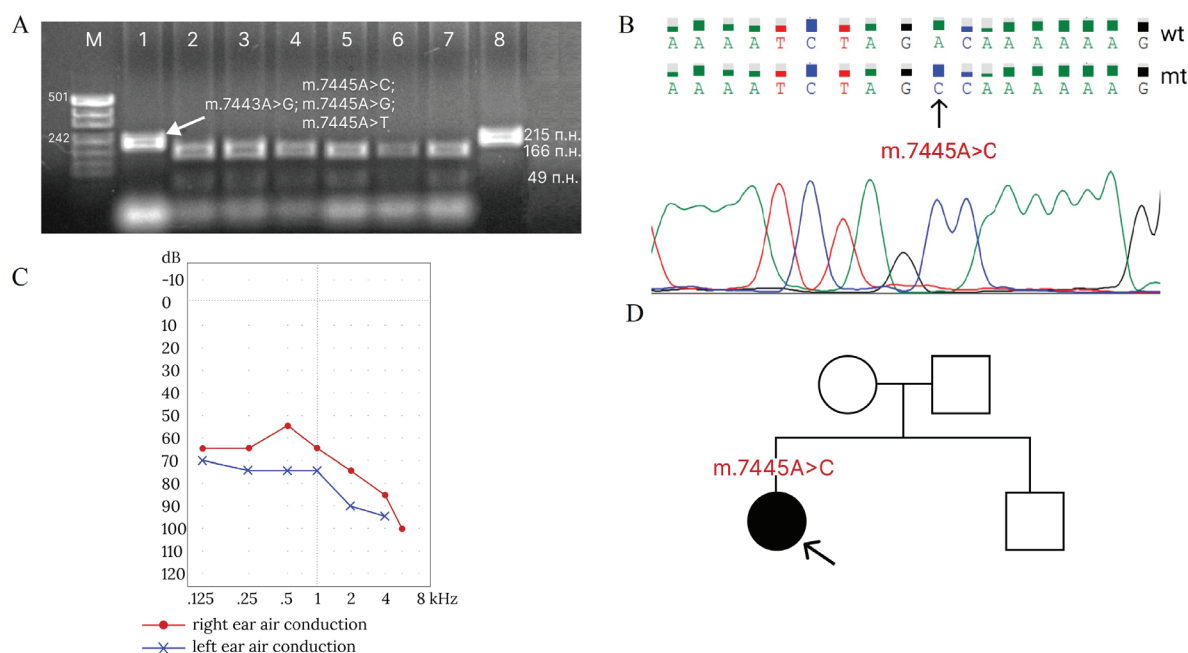 A
M 1 2 3 4 5 6 7 8
501
242
m.7443A>G;
m.7445A>C;
m.7445A>G;
m.7445A>T
215 п.н.
166 п.н.
49 п.н.
B
A A A A T C T A G A C A A A A A A G wt
A A A A T C T A G C C A A A A A A G mt
m.7445A>C
C
dB
-10
0
10
20
30
40
50
60
70
80
90
100
110
120
.125 .25 .5 1 2 4 8 kHz
right ear air conduction
left ear air conduction
D
m.7445A>C